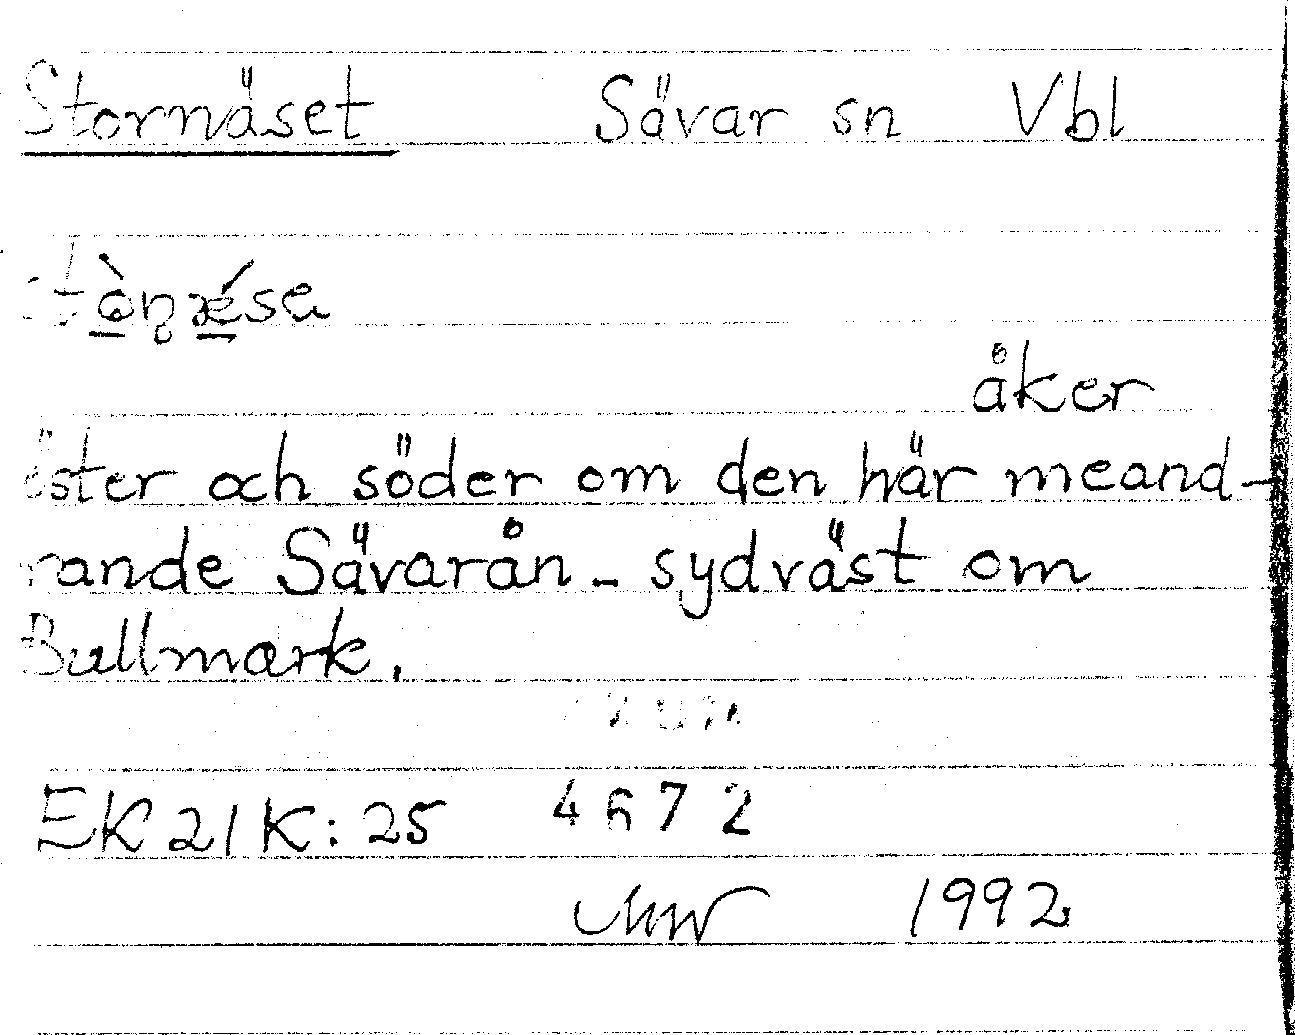 Stornäset Sävar sn Vbl
åker
öster och söder om den här meand-
rande Sävarån - sydväst om
Bullmark.
EK 21 K: 25 4672
1992